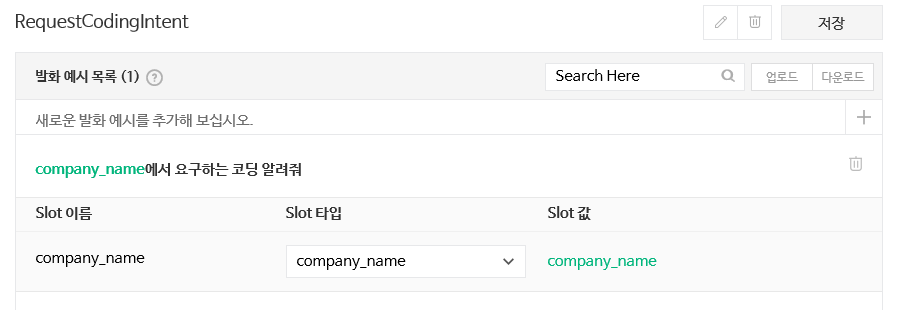 RequestCodingIntent
저장
발화 예시 목록 (1) ?
Search Here
업로드
다운로드
새로운 발화 예시를 추가해 보십시오.
company_name에서 요구하는 코딩 알려줘
Slot 이름 Slot 타입 Slot 값
company_name company_name company_name